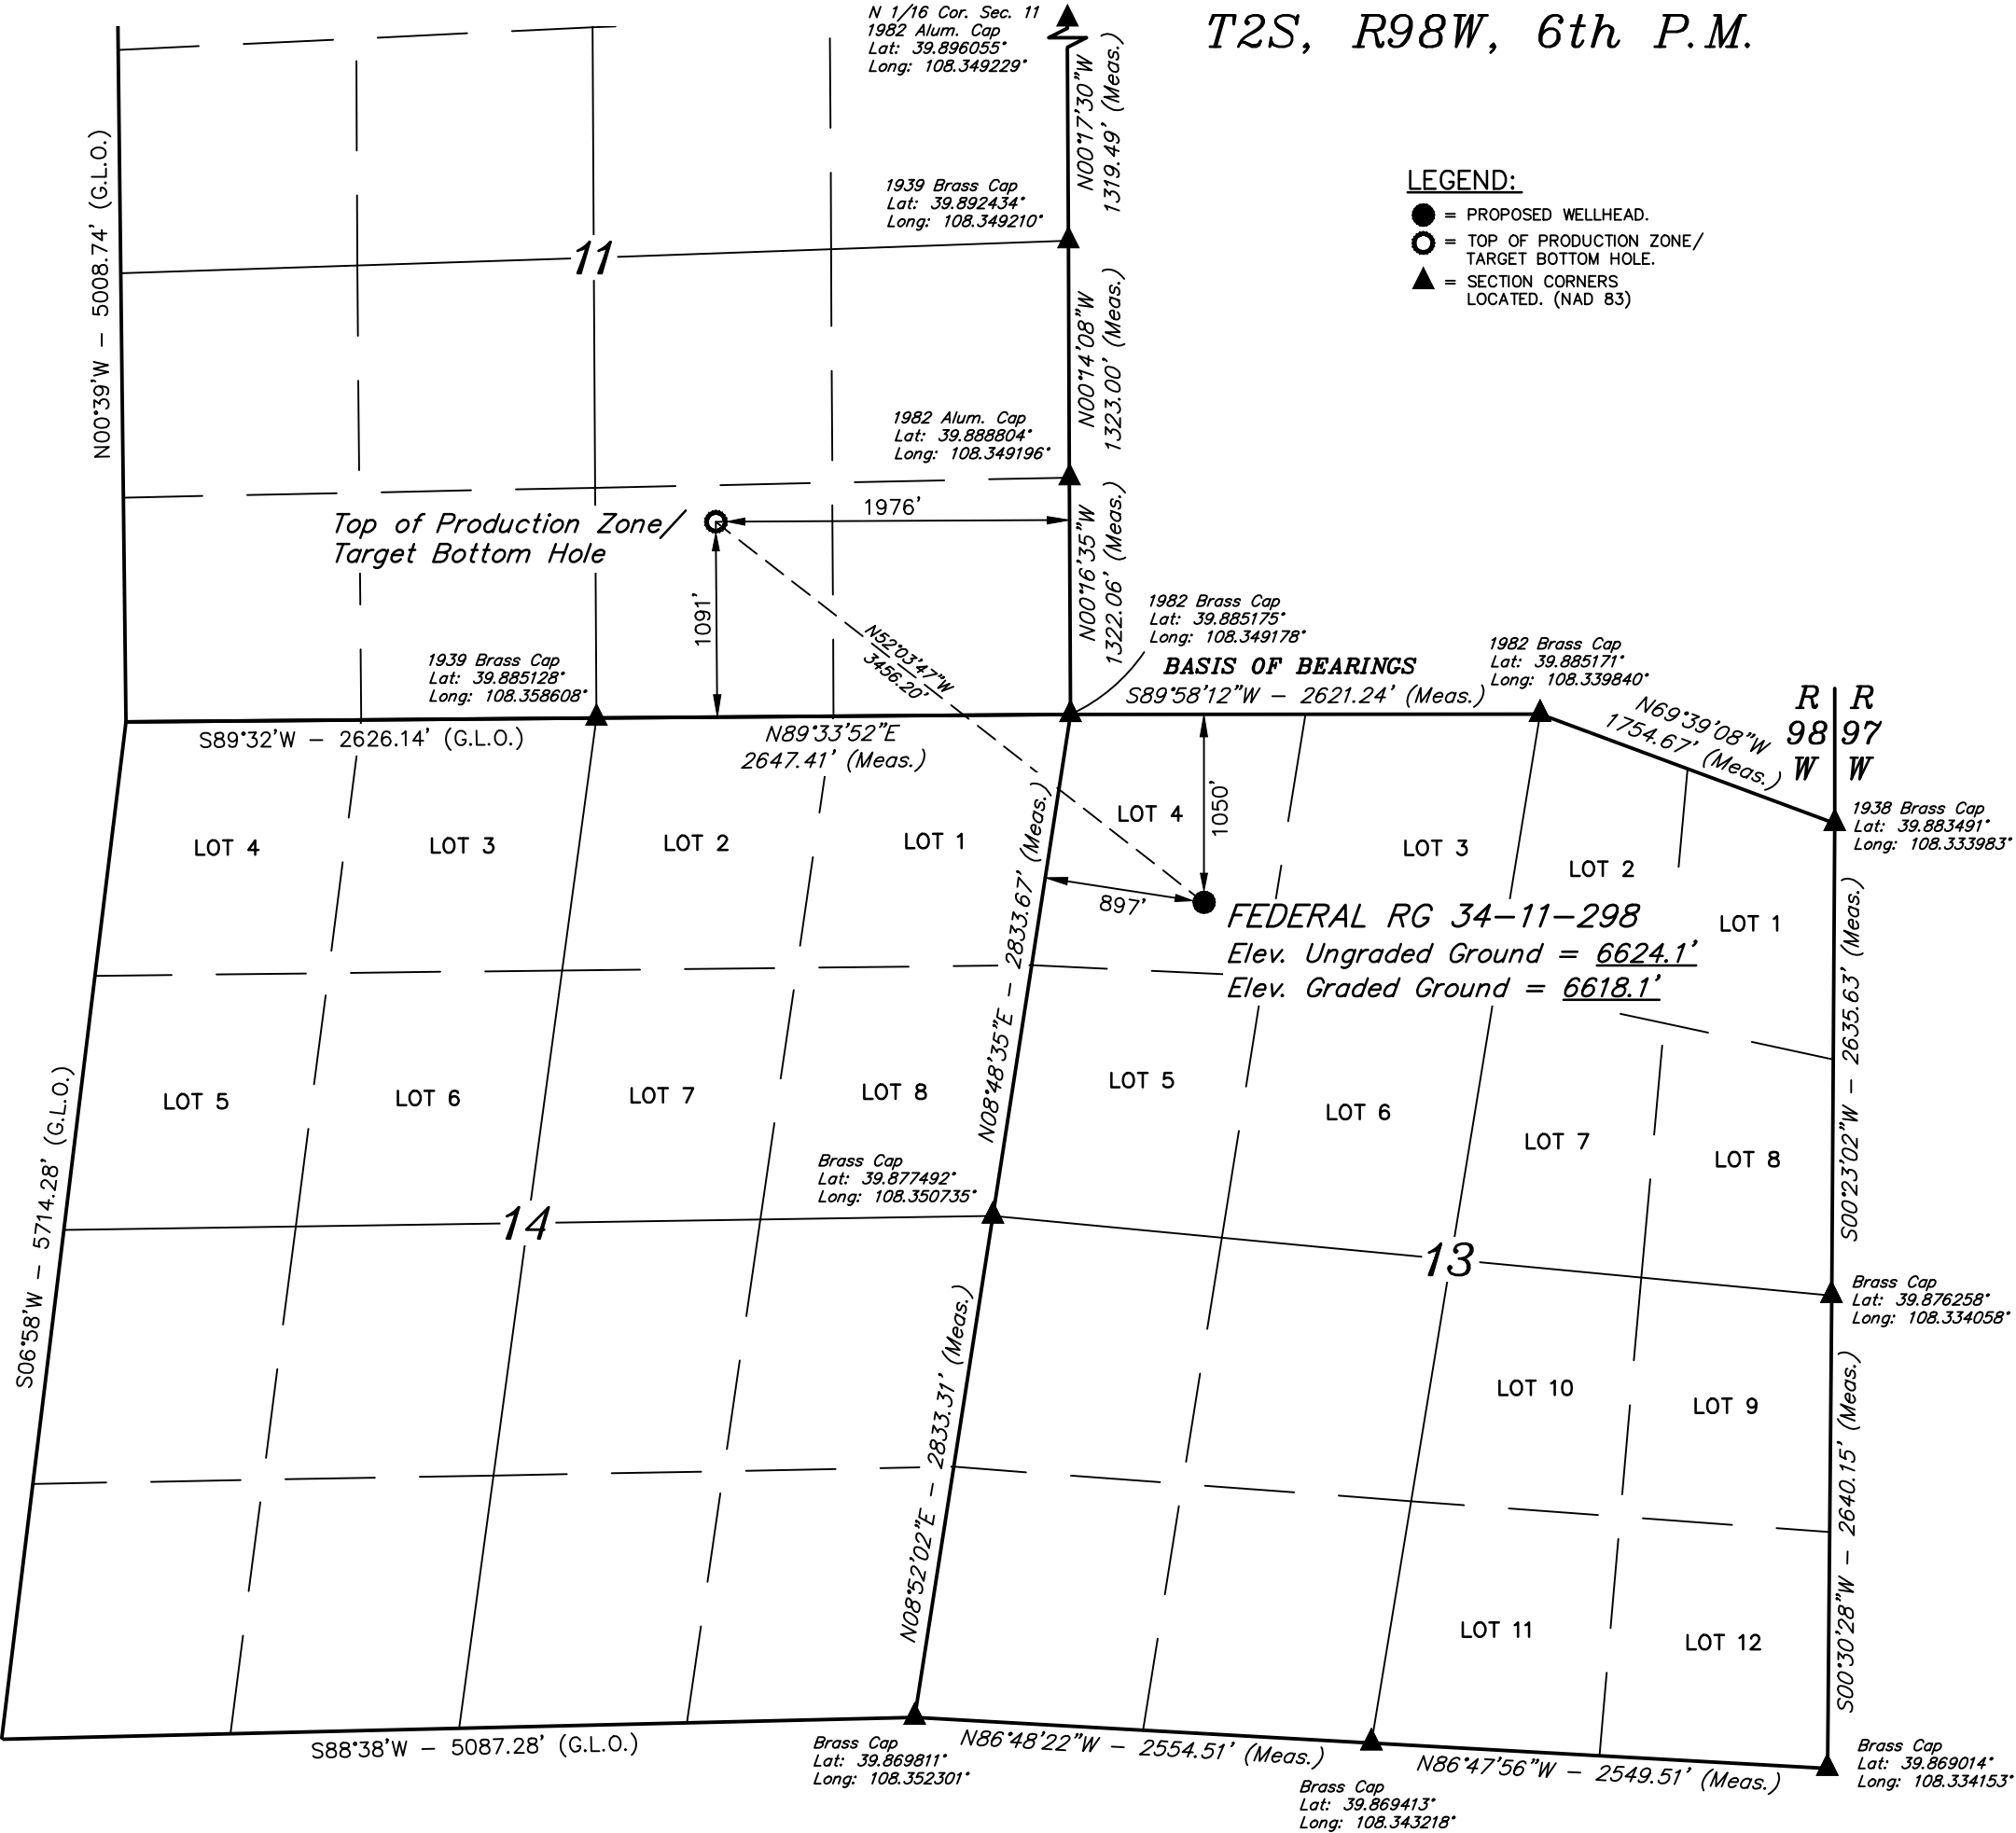 T2S, R98W, 6th P.M.
N 1/16 Cor. Sec. 11
1982 Alum. Cap
Lat: 39.896055°
Long: 108.349229°
N00°17'30"W
1319.49' (Meas.)
LEGEND:
= PROPOSED WELLHEAD.
= TOP OF PRODUCTION ZONE/
TARGET BOTTOM HOLE.
= SECTION CORNERS
LOCATED. (NAD 83)
N00°39'W - 5008.74' (G.L.O.)
1939 Brass Cap
Lat: 39.892434°
Long: 108.349210°
11
N00°14'08"W
1323.00' (Meas.)
1982 Alum. Cap
Lat: 39.888804°
Long: 108.349196°
1976'
Top of Production Zone/
Target Bottom Hole
1091'
N00°16'35"W
1322.06' (Meas.)
N52°03'47"W
3456.20'
1982 Brass Cap
Lat: 39.885175°
Long: 108.349178°
BASIS OF BEARINGS
S89°58'12"W - 2621.24' (Meas.)
1982 Brass Cap
Lat: 39.885171°
Long: 108.339840°
1939 Brass Cap
Lat: 39.885128°
Long: 108.358608°
S89°32'W - 2626.14' (G.L.O.)
N89°33'52"E
2647.41' (Meas.)
N69°39'08"W
1754.67' (Meas.)
R R
98 97
W W
1938 Brass Cap
Lat: 39.883491°
Long: 108.333983°
LOT 4
LOT 3
LOT 2
LOT 1
LOT 4
1050'
LOT 3
LOT 2
LOT 1
897'
FEDERAL RG 34-11-298
Elev. Ungraded Ground = 6624.1'
Elev. Graded Ground = 6618.1'
N08°48'35"E - 2833.67' (Meas.)
S00°23'02"W - 2635.63' (Meas.)
S06°58'W - 5714.28' (G.L.O.)
LOT 5
LOT 6
LOT 7
LOT 8
LOT 5
LOT 6
LOT 7
LOT 8
Brass Cap
Lat: 39.877492°
Long: 108.350735°
14
13
Brass Cap
Lat: 39.876258°
Long: 108.334058°
N08°52'02"E - 2833.31' (Meas.)
LOT 10
LOT 9
S00°30'28"W - 2640.15' (Meas.)
LOT 11
LOT 12
S88°38'W - 5087.28' (G.L.O.)
Brass Cap
Lat: 39.869811°
Long: 108.352301°
N86°48'22"W - 2554.51' (Meas.)
N86°47'56"W - 2549.51' (Meas.)
Brass Cap
Lat: 39.869413°
Long: 108.343218°
Brass Cap
Lat: 39.869014°
Long: 108.334153°